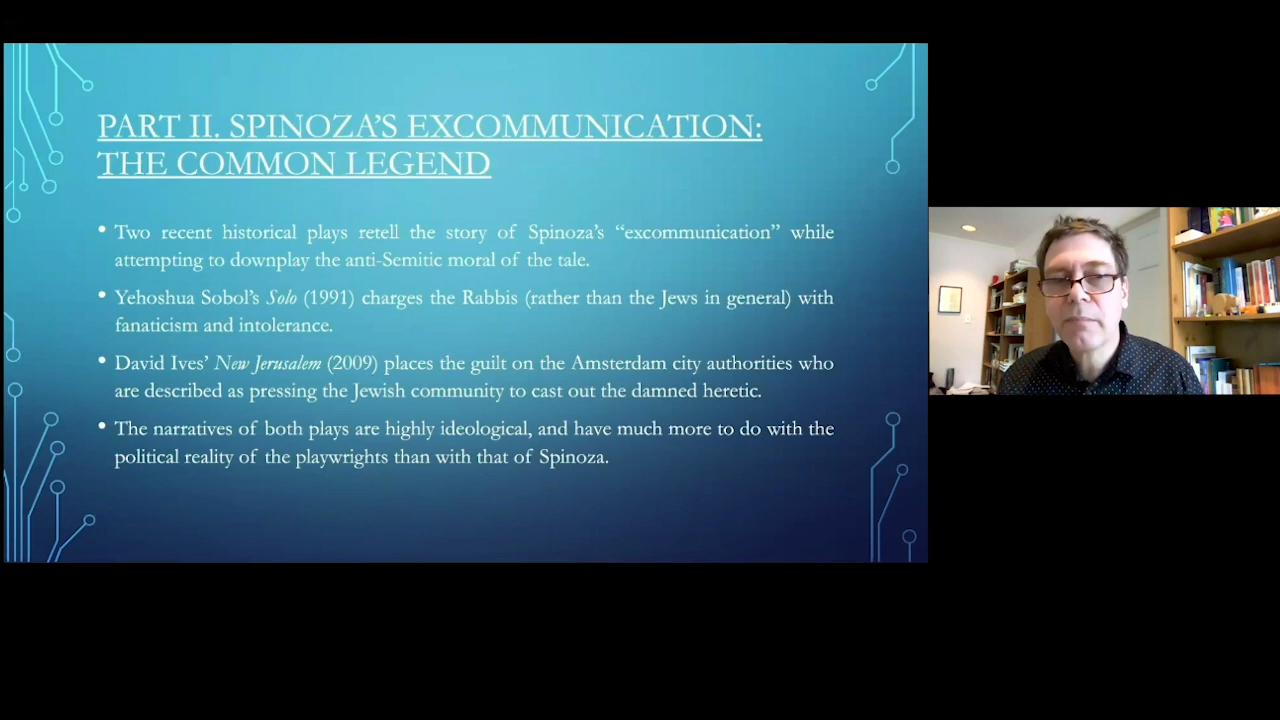 PART II. SPINOZA’S EXCOMMUNICATION:
THE COMMON LEGEND
• Two recent historical plays retell the story of Spinoza’s “excommunication” while
attempting to downplay the anti-Semitic moral of the tale.
• Yehoshua Sobol’s Solo (1991) charges the Rabbis (rather than the Jews in general) with
fanaticism and intolerance.
• David Ives’ New Jerusalem (2009) places the guilt on the Amsterdam city authorities who
are described as pressing the Jewish community to cast out the damned heretic.
• The narratives of both plays are highly ideological, and have much more to do with the
political reality of the playwrights than with that of Spinoza.